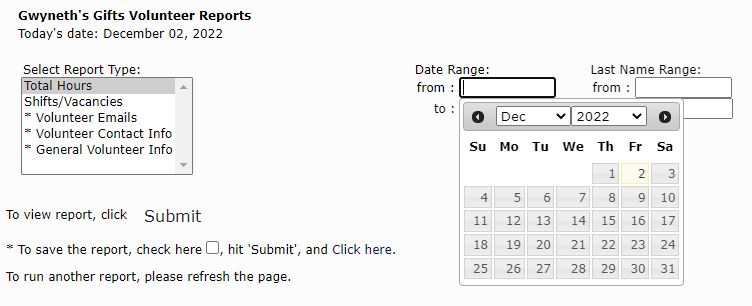 Gwyneth's Gifts Volunteer Reports
Today's date: December 02, 2022
Select Report Type:
Total Hours
Shifts/Vacancies
* Volunteer Emails
* Volunteer Contact Info
* General Volunteer Info
Date Range:
from :
to :
Last Name Range:
from :
Dec 2022
Su Mo Tu We Th Fr Sa
1 2 3
4 5 6 7 8 9 10
11 12 13 14 15 16 17
18 19 20 21 22 23 24
25 26 27 28 29 30 31
To view report, click Submit
* To save the report, check here , hit 'Submit', and Click here.
To run another report, please refresh the page.